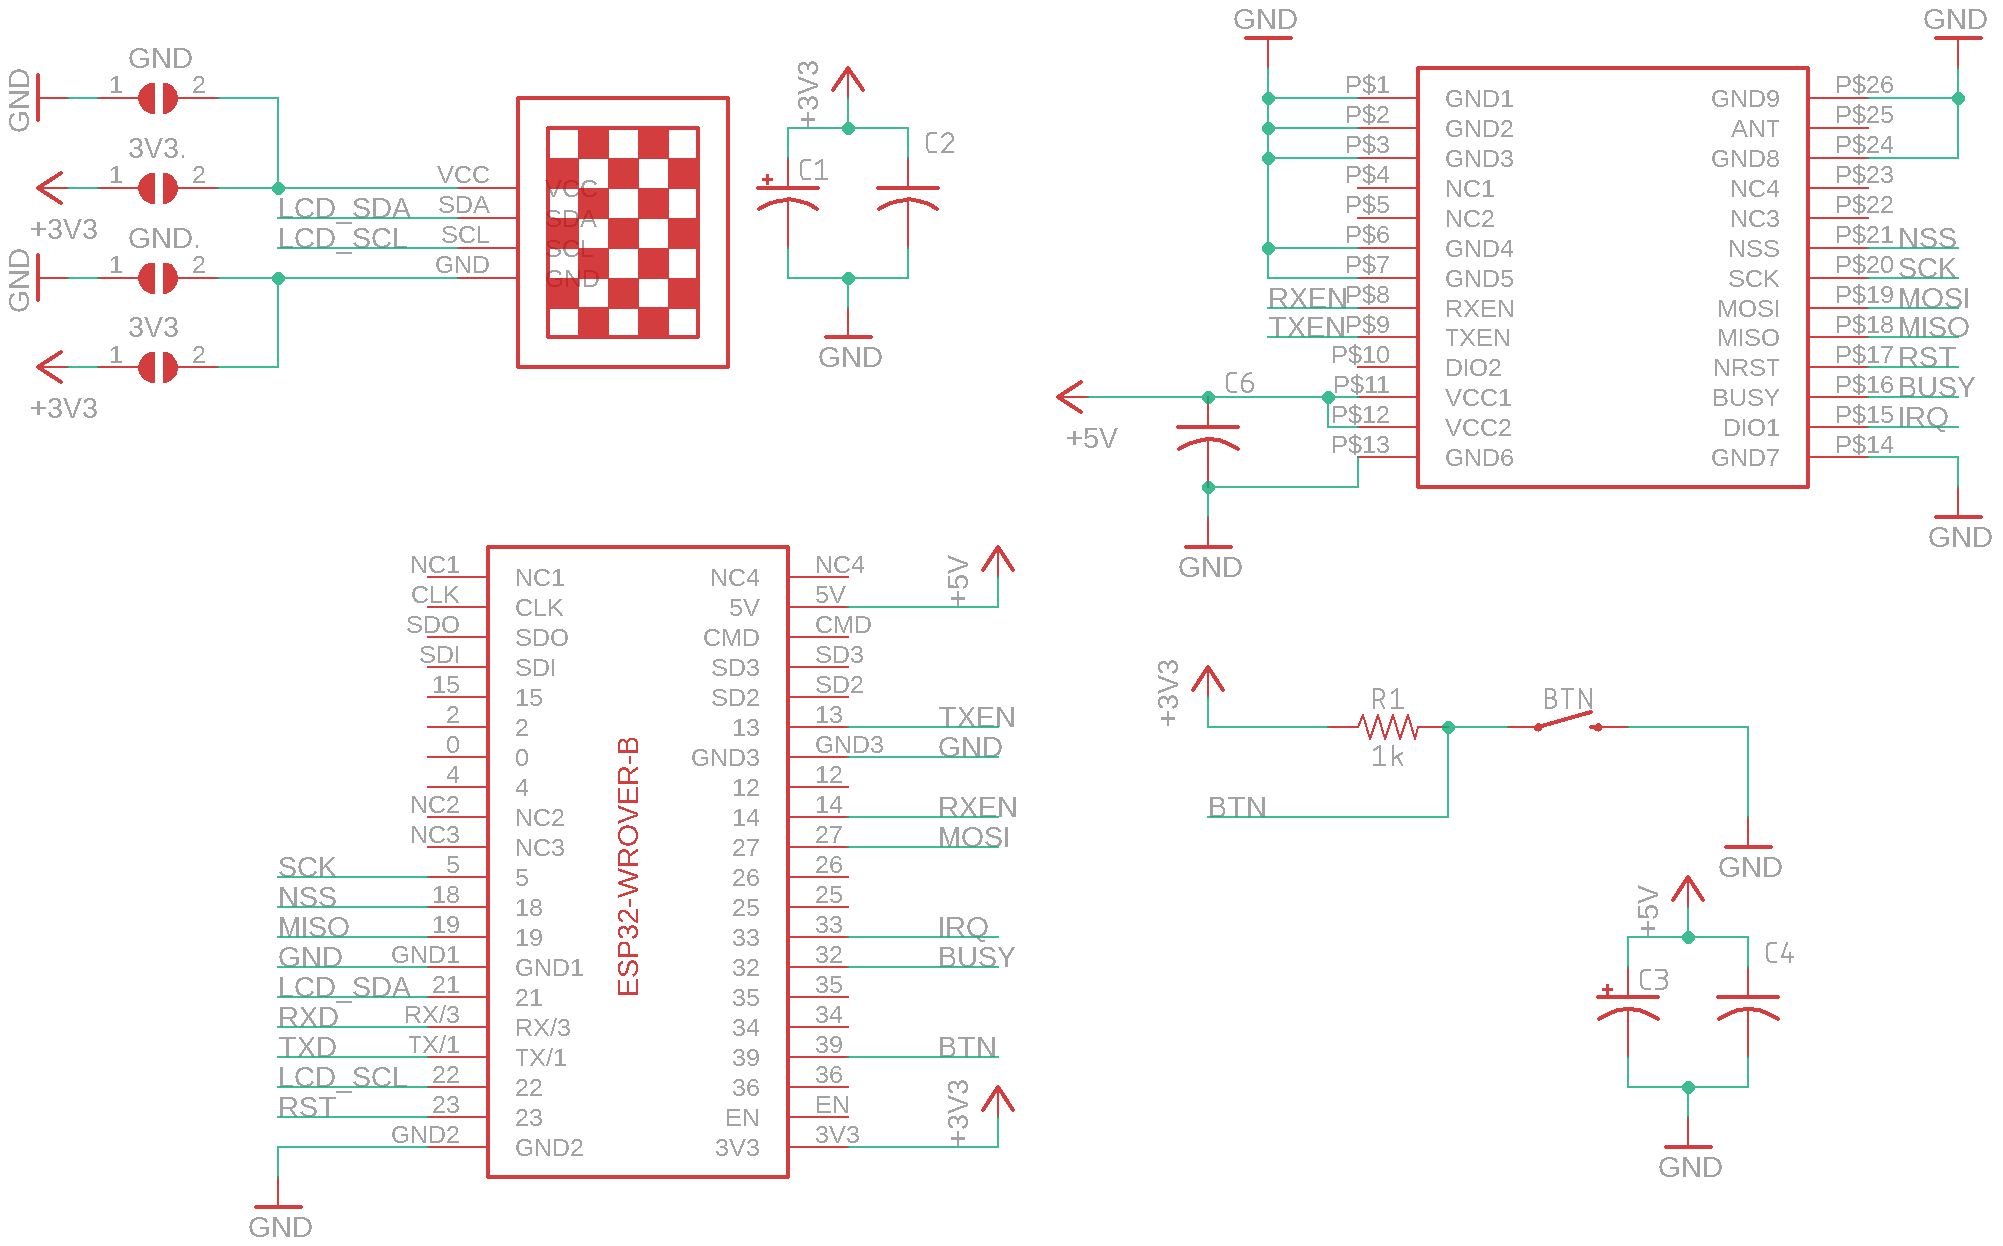 GND
1 2
GND
3V3.
1 2
+3V3
GND.
1 2
GND
3V3
1 2
+3V3
VCC
LCD_SDA SDA
LCD_SCL SCL
GND
VCC
SDA
SCL
GND
+3V3
C1
C2
GND
GND
GND
P$1 GND1 GND9 P$26
P$2 GND2 ANT P$25
P$3 GND3 GND8 P$24
P$4 NC1 NC4 P$23
P$5 NC2 NC3 P$22
P$6 GND4 NSS P$21 NSS
P$7 GND5 SCK P$20 SCK
RXEN P$8 RXEN MOSI P$19 MOSI
TXEN P$9 TXEN MISO P$18 MISO
P$10 DIO2 NRST P$17 RST
P$11 VCC1 BUSY P$16 BUSY
P$12 VCC2 DIO1 P$15 IRQ
P$13 GND6 GND7 P$14
C6
+5V
GND
GND
ESP32-WROVER-B
NC1 NC1 NC4 NC4
CLK CLK 5V 5V +5V
SDO SDO CMD CMD
SDI SDI SD3 SD3
15 15 SD2 SD2
2 2 13 13 TXEN
0 0 GND3 GND3 GND
4 4 12 12
NC2 NC2 14 14 RXEN
NC3 NC3 27 27 MOSI
SCK 5 5 26 26
NSS 18 18 25 25
MISO 19 19 33 33 IRQ
GND GND1 GND1 32 32 BUSY
LCD_SDA 21 21 35 35
RXD RX/3 RX/3 34 34
TXD TX/1 TX/1 39 39 BTN
LCD_SCL 22 22 36 36
RST 23 23 EN EN
GND2 GND2 3V3 3V3 +3V3
GND
+3V3
R1
1k
BTN
BTN
GND
+5V
C3
C4
GND